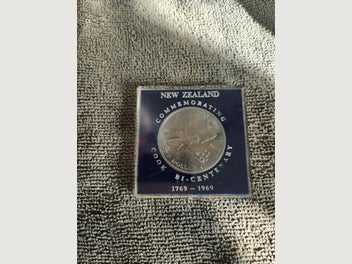 NEW ZEALAND
COMMEMORATING
COOK BI-CENTENARY
1769 - 1969